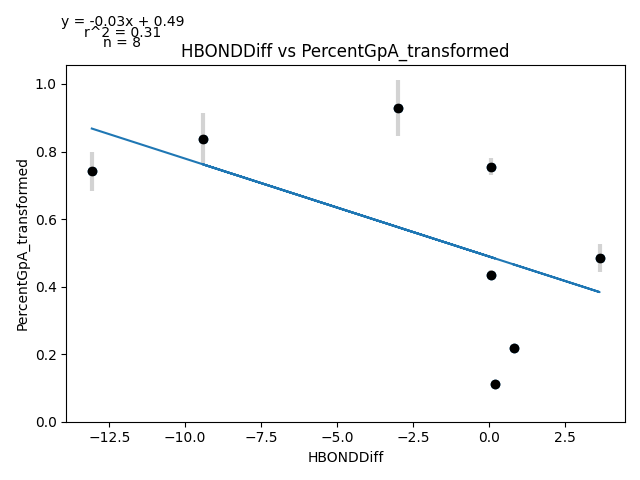 y = -0.03x + 0.49
r^2 = 0.31
n = 8
HBONDDiff vs PercentGpA_transformed
1.0
0.8
0.6
0.4
0.2
0.0
PercentGpA_transformed
−12.5 −10.0 −7.5 −5.0 −2.5 0.0 2.5
HBONDDiff